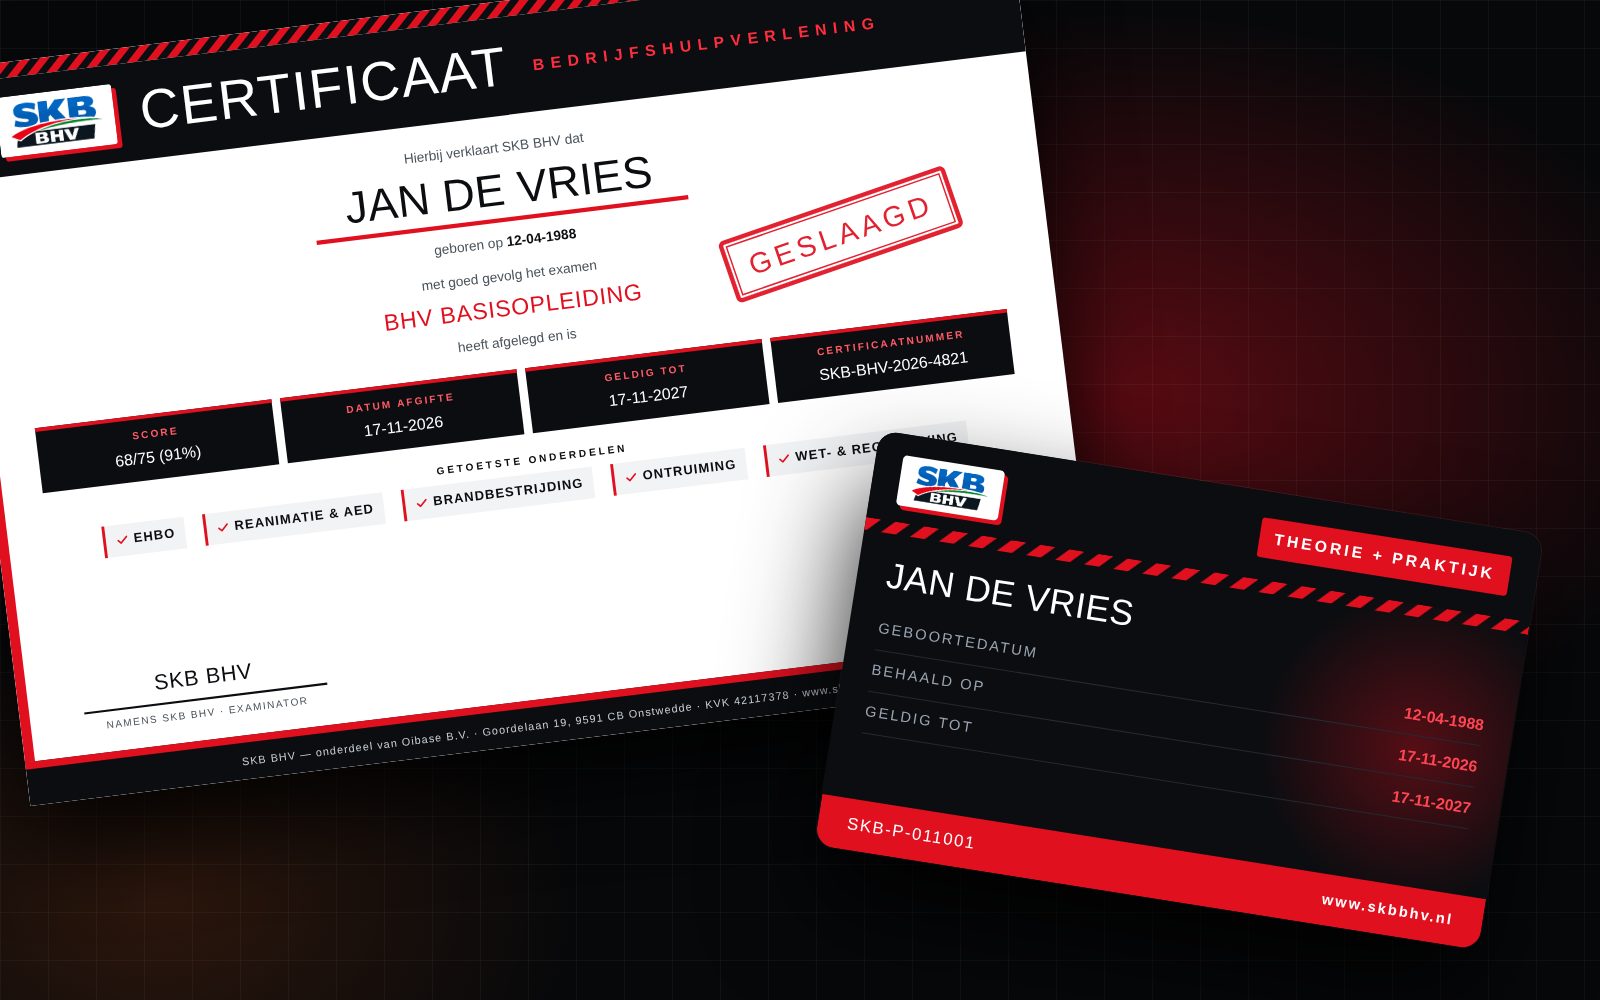 CERTIFICAAT
BEDRIJFSHULPVERLENING
SKB
BHV
Hierbij verklaart SKB BHV dat
JAN DE VRIES
geboren op 12-04-1988
met goed gevolg het examen
BHV BASISOPLEIDING
heeft afgelegd en is
GESLAAGD
SCORE
68/75 (91%)
DATUM AFGIFTE
17-11-2026
GELDIG TOT
17-11-2027
CERTIFICAATNUMMER
SKB-BHV-2026-4821
GETOETSTE ONDERDELEN
EHBO
REANIMATIE & AED
BRANDBESTRIJDING
ONTRUIMING
WET- &
SKB BHV
NAMENS SKB BHV · EXAMINATOR
SKB BHV — onderdeel van Oibase B.V. · Goordelaan 19, 9591 CB Onstwedde · KVK 42117378 ·
SKB
BHV
THEORIE + PRAKTIJK
JAN DE VRIES
GEBOORTEDATUM
12-04-1988
BEHAALD OP
17-11-2026
GELDIG TOT
17-11-2027
SKB-P-011001
www.skbbhv.nl